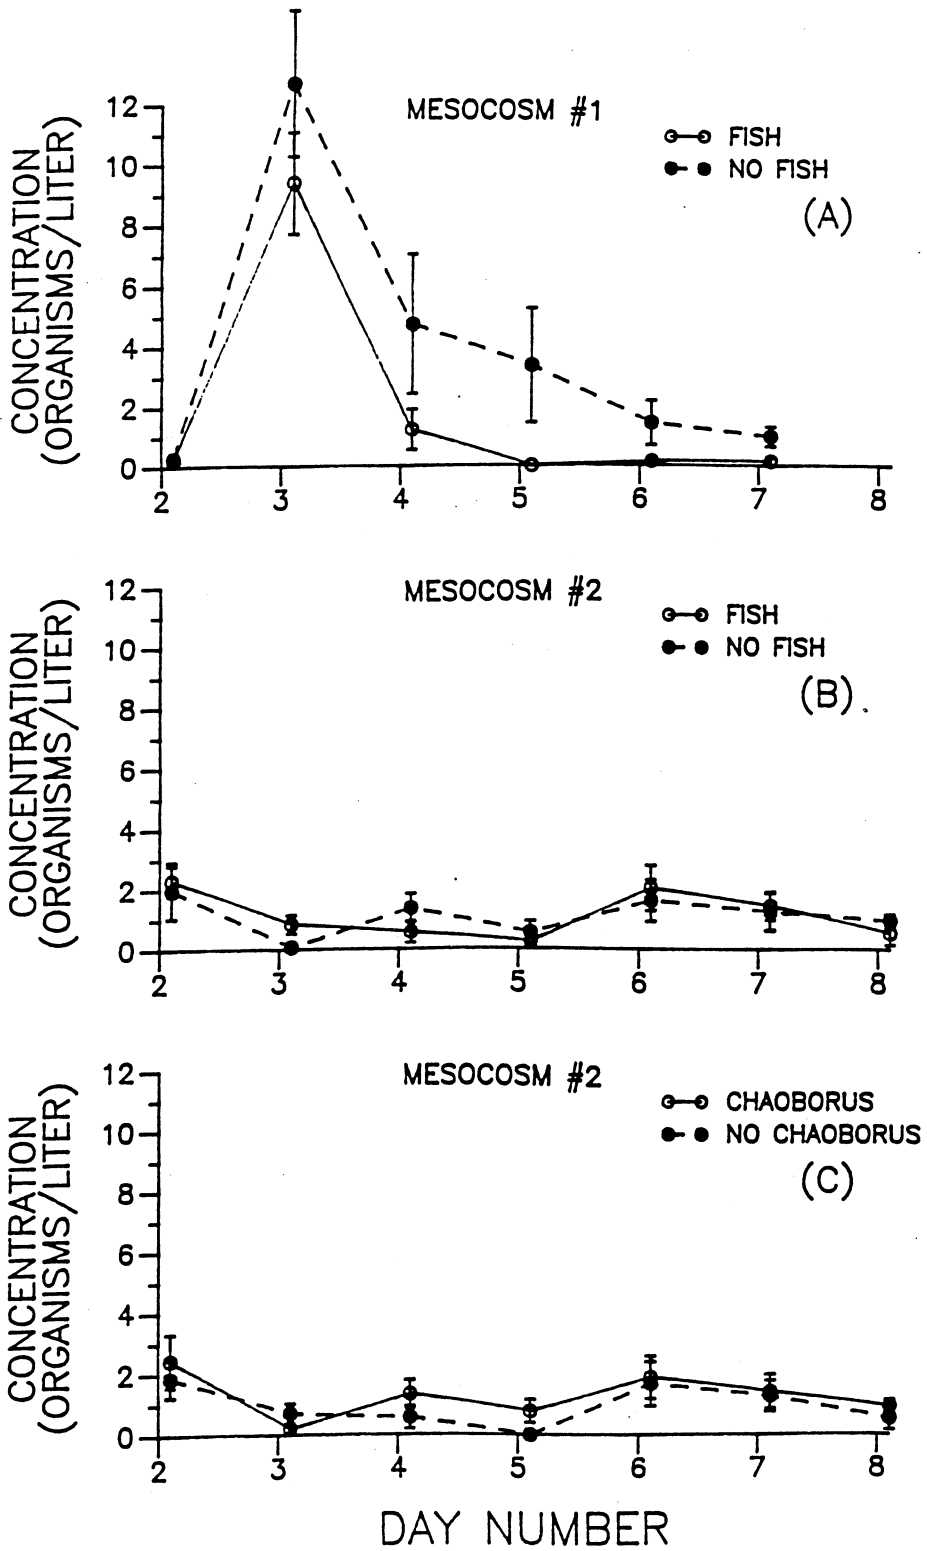 MESOCOSM #1
FISH
NO FISH
(A)
CONCENTRATION
(ORGANISMS/LITER)
12
10
8
6
4
2
0
2 3 4 5 6 7 8
MESOCOSM #2
FISH
NO FISH
(B)
CONCENTRATION
(ORGANISMS/LITER)
12
10
8
6
4
2
0
2 3 4 5 6 7 8
MESOCOSM #2
CHAOBORUS
NO CHAOBORUS
(C)
CONCENTRATION
(ORGANISMS/LITER)
12
10
8
6
4
2
0
2 3 4 5 6 7 8
DAY NUMBER